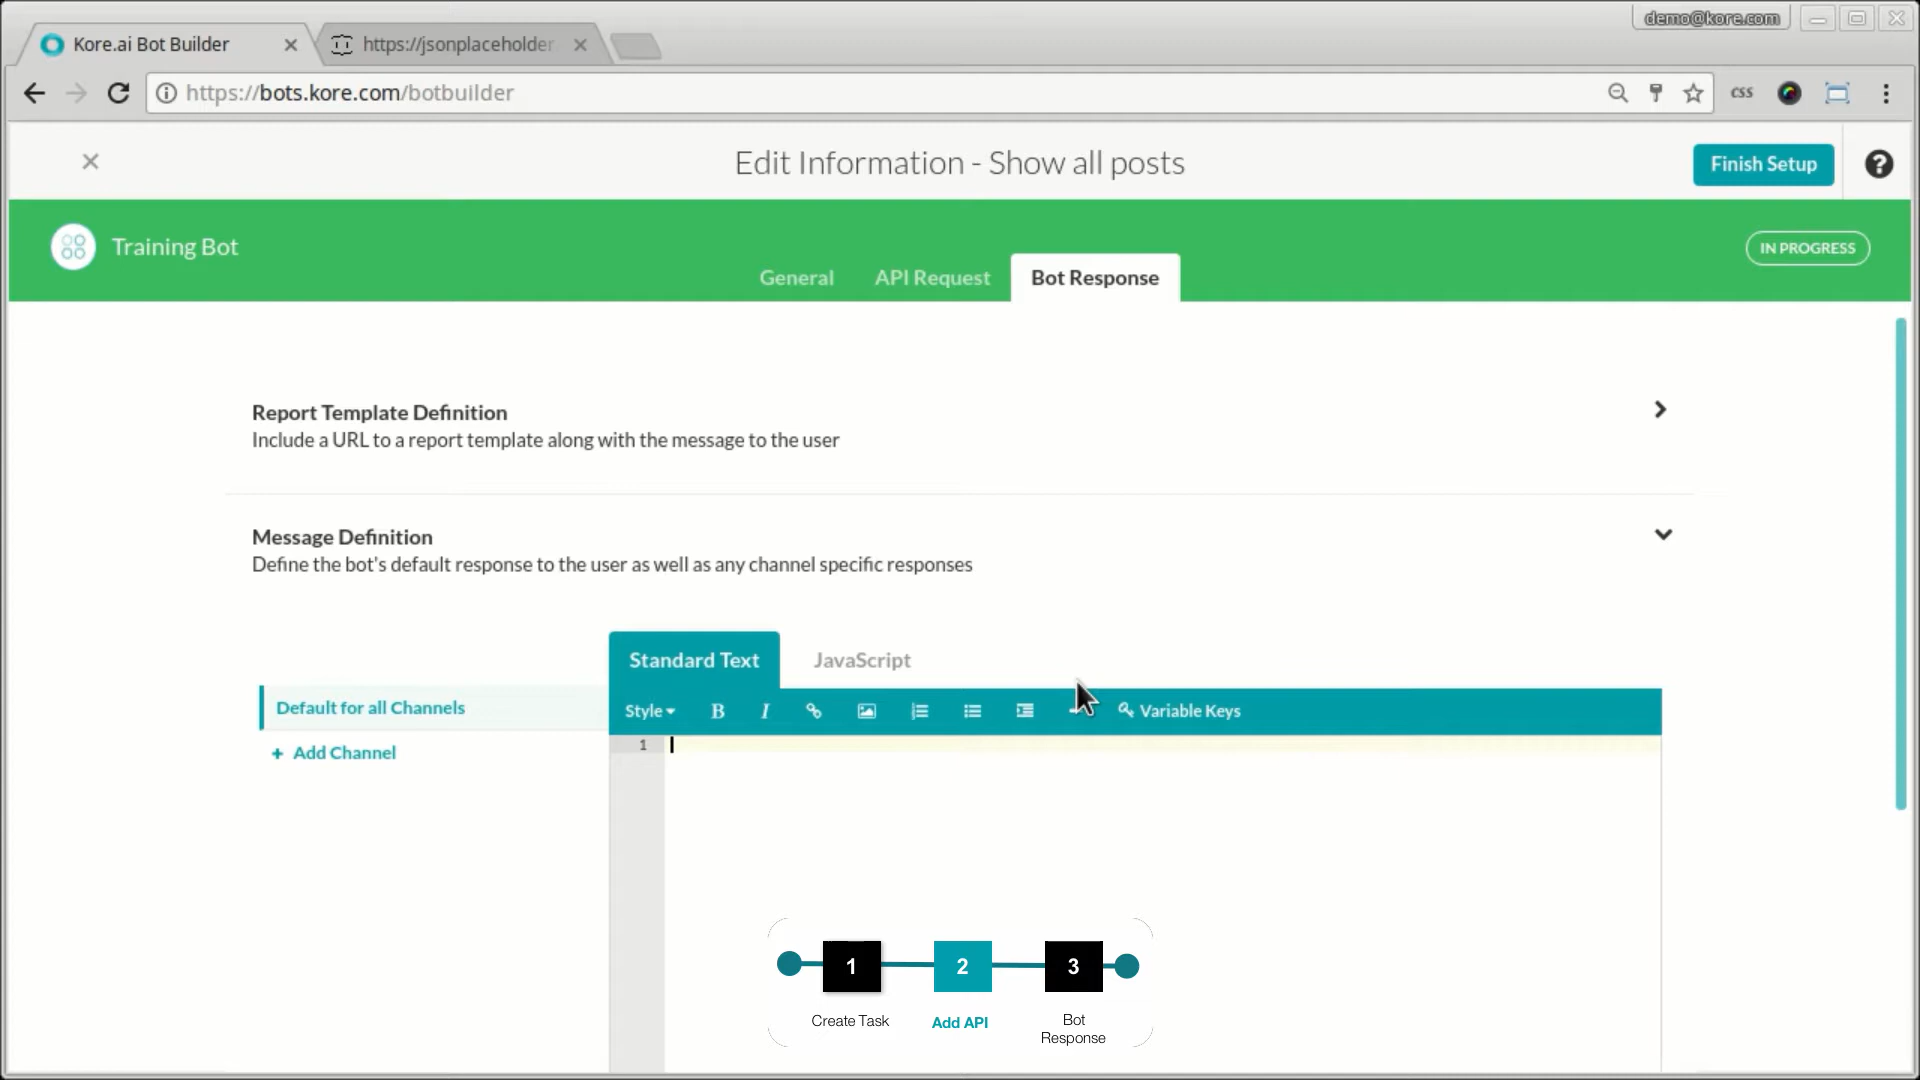 demo@kore.com
Kore.ai Bot Builder
https://jsonplaceholder
https://bots.kore.com/botbuilder
CSS
Edit Information - Show all posts
Finish Setup
?
Training Bot
IN PROGRESS
General
API Request
Bot Response
Report Template Definition
Include a URL to a report template along with the message to the user
Message Definition
Define the bot's default response to the user as well as any channel specific responses
Standard Text
JavaScript
Default for all Channels
+ Add Channel
Style
B
I
Variable Keys
1
1
2
3
Create Task
Add API
Bot
Response